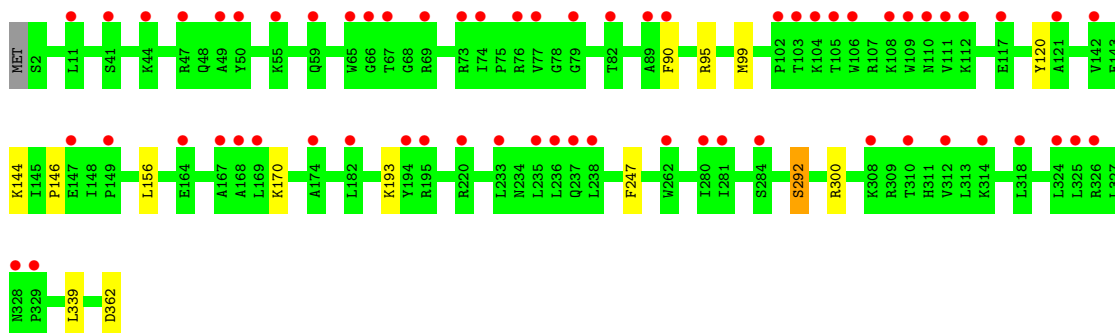 MET S2 L11 S41 K44 R47 Q48 A49 Y50 K55 Q59 W65 G66 T67 G68 R69 R73 I74 P75 R76 V77 G78 G79 T82 A89 F90 R95 M99 P102 T103 K104 T105 W106 R107 K108 W109 N110 V111 K112 E117 Y120 A121 V142 E143
K144 I145 P146 E147 I148 P149 L156 E164 A167 A168 L169 K170 A174 L182 K193 Y194 R195 R220 L233 N234 L235 L236 Q237 L238 F247 W262 I280 I281 S284 S292 R300 K308 R309 T310 H311 V312 L313 K314 L318 L324 L325 R326 L327
N328 P329 L339 D362